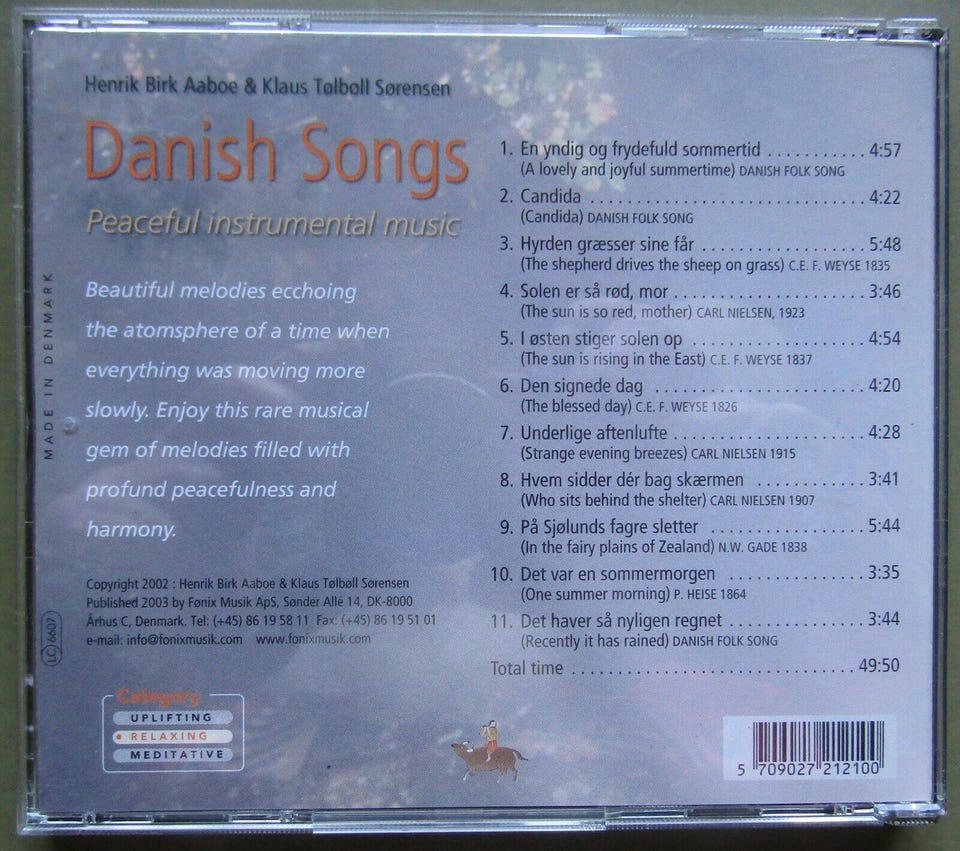 Henrik Birk Aaboe & Klaus Tølbøll Sørensen
Danish Songs
Peaceful instrumental music
Beautiful melodies ecchoing
the atomsphere of a time when
everything was moving more
slowly. Enjoy this rare musical
gem of melodies filled with
profund peacefulness and
harmony.
MADE IN DENMARK
Copyright 2002 : Henrik Birk Aaboe & Klaus Tølbøll Sørensen
Published 2003 by Fønix Musik ApS, Sønder Allé 14, DK-8000
Århus C, Denmark. Tel: (+45) 86 19 58 11 Fax: (+45) 86 19 51 01
e-mail: info@fonixmusik.com www.fonixmusik.com
LC 6607
Category
UPLIFTING
RELAXING
MEDITATIVE
1. En yndig og frydefuld sommertid ........... 4:57
(A lovely and joyful summertime) DANISH FOLK SONG
2. Candida ............................. 4:22
(Candida) DANISH FOLK SONG
3. Hyrden græsser sine får ................. 5:48
(The shepherd drives the sheep on grass) C.E. F. WEYSE 1835
4. Solen er så rød, mor .................... 3:46
(The sun is so red, mother) CARL NIELSEN, 1923
5. I østen stiger solen op .................. 4:54
(The sun is rising in the East) C.E. F. WEYSE 1837
6. Den signede dag ...................... 4:20
(The blessed day) C.E. F. WEYSE 1826
7. Underlige aftenlufte .................... 4:28
(Strange evening breezes) CARL NIELSEN 1915
8. Hvem sidder dér bag skærmen ............ 3:41
(Who sits behind the shelter) CARL NIELSEN 1907
9. På Sjølunds fagre sletter ................ 5:44
(In the fairy plains of Zealand) N.W. GADE 1838
10. Det var en sommermorgen ............... 3:35
(One summer morning) P. HEISE 1864
11. Det haver så nyligen regnet ............... 3:44
(Recently it has rained) DANISH FOLK SONG
Total time ............................... 49:50
5 709027 212100